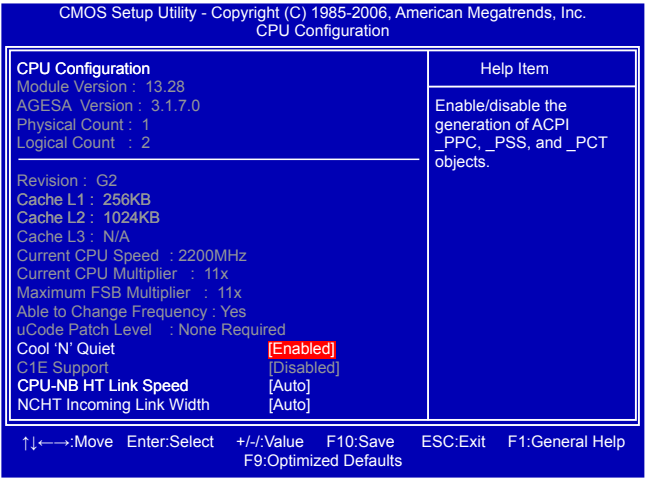 CMOS Setup Utility - Copyright (C) 1985-2006, American Megatrends, Inc.
CPU Configuration
CPU Configuration
Module Version : 13.28
AGESA Version : 3.1.7.0
Physical Count : 1
Logical Count : 2
Revision : G2
Cache L1 : 256KB
Cache L2 : 1024KB
Cache L3 : N/A
Current CPU Speed : 2200MHz
Current CPU Multiplier : 11x
Maximum FSB Multiplier : 11x
Able to Change Frequency : Yes
uCode Patch Level : None Required
Cool ‘N’ Quiet [Enabled]
C1E Support [Disabled]
CPU-NB HT Link Speed [Auto]
NCHT Incoming Link Width [Auto]
Help Item
Enable/disable the
generation of ACPI
_PPC, _PSS, and _PCT
objects.
↑↓←→:Move Enter:Select +/-/:Value F10:Save ESC:Exit F1:General Help
F9:Optimized Defaults